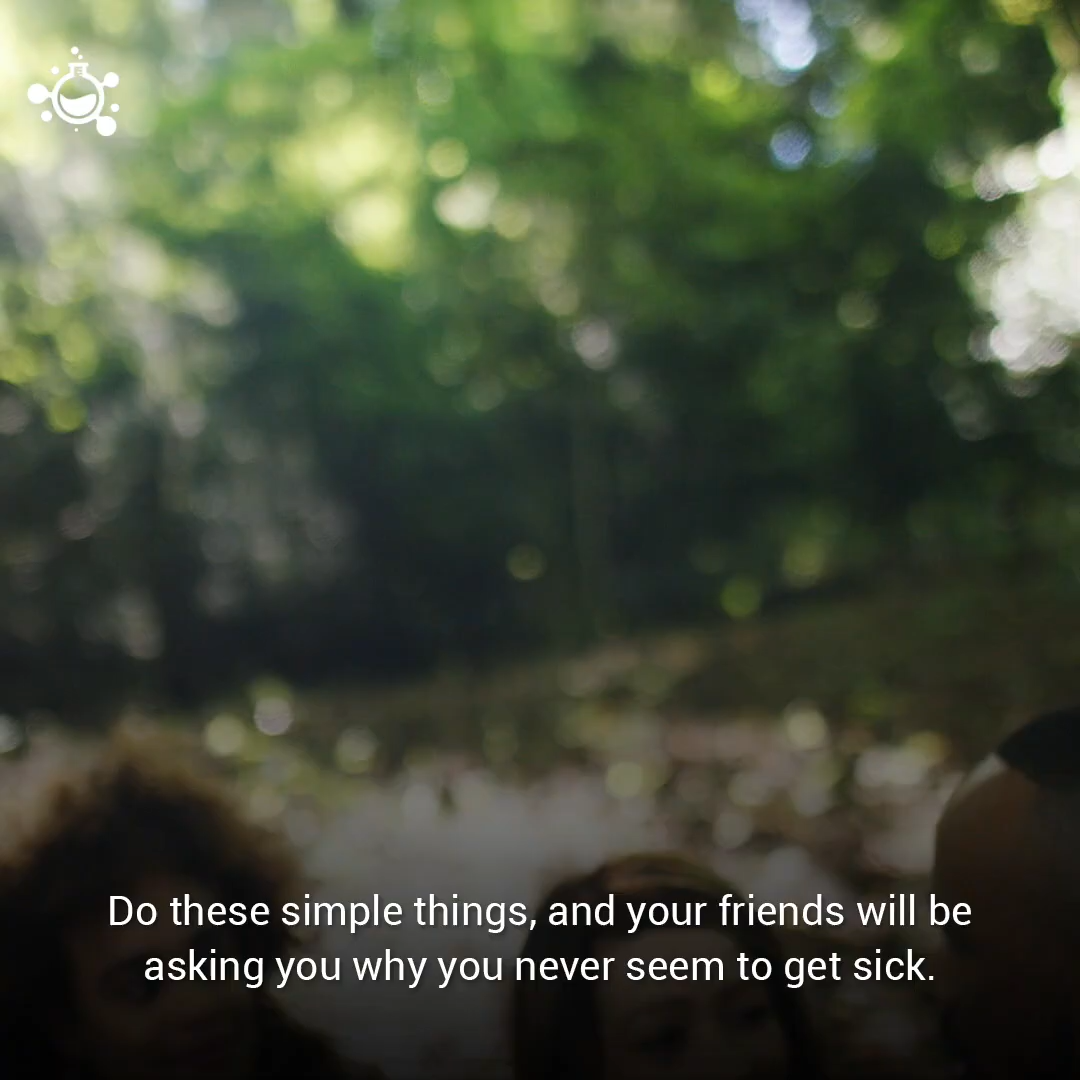 Do these simple things, and your friends will be
asking you why you never seem to get sick.